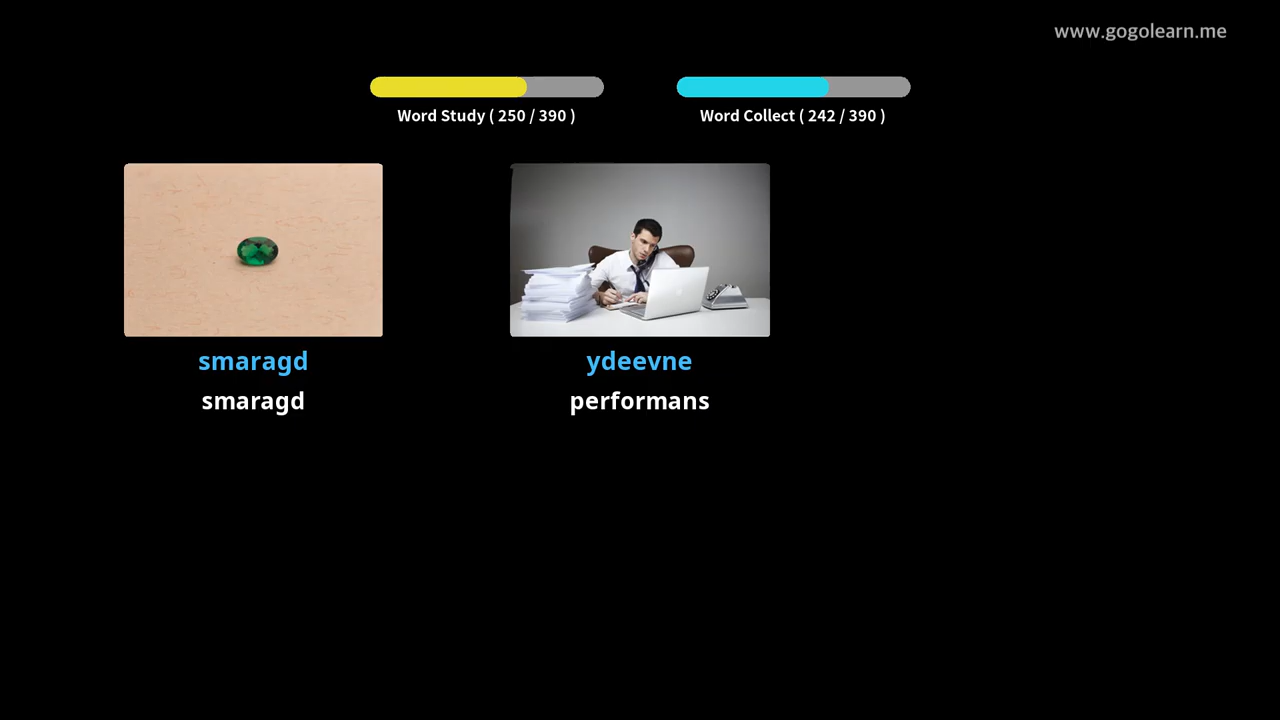 www.gogolearn.me
Word Study ( 250 / 390 )
Word Collect ( 242 / 390 )
smaragd
smaragd
ydeevne
performans